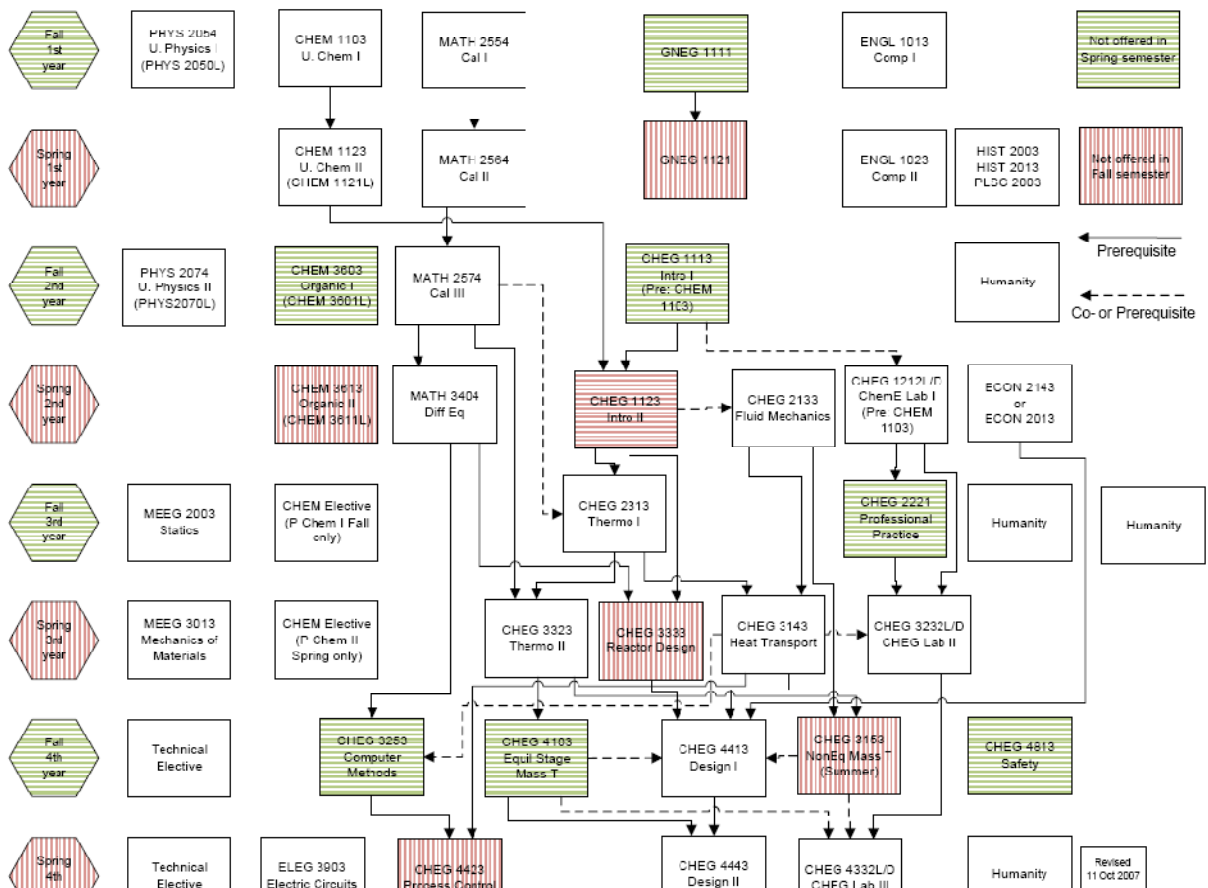 Fall
1st
year
PHYS 2054
U. Physics I
(PHYS 2050L)
CHEM 1103
U. Chem I
MATH 2554
Cal I
GNEG 1111
ENGL 1013
Comp I
Not offered in
Spring semester
Spring
1st
year
CHEM 1123
U. Chem II
(CHEM 1121L)
MATH 2564
Cal II
GNEG 1121
ENGL 1023
Comp II
HIST 2003
HIST 2013
PLSC 2003
Not offered in
Fall semester
Prerequisite
Co- or Prerequisite
Fall
2nd
year
PHYS 2074
U. Physics II
(PHYS2070L)
CHEM 3603
Organic I
(CHEM 3601L)
MATH 2574
Cal III
CHEG 1113
Intro I
(Pre: CHEM
1103)
Humanity
Spring
2nd
year
CHEM 3613
Organic II
(CHEM 3611L)
MATH 3404
Diff Eq
CHEG 1123
Intro II
CHEG 2133
Fluid Mechanics
CHEG 1212L/D
ChemE Lab I
(Pre: CHEM
1103)
ECON 2143
or
ECON 2013
Fall
3rd
year
MEEG 2003
Statics
CHEM Elective
(P Chem I Fall
only)
CHEG 2313
Thermo I
CHEG 2221
Professional
Practice
Humanity
Humanity
Spring
3rd
year
MEEG 3013
Mechanics of
Materials
CHEM Elective
(P Chem II
Spring only)
CHEG 3323
Thermo II
CHEG 3333
Reactor Design
CHEG 3143
Heat Transport
CHEG 3232L/D
CHEG Lab II
Fall
4th
year
Technical
Elective
CHEG 3253
Computer
Methods
CHEG 4103
Equil Stage
Mass T
CHEG 4413
Design I
CHEG 3153
NonEq Mass T
(Summer)
CHEG 4813
Safety
Spring
4th
Technical
Elective
ELEG 3903
Electric Circuits
CHEG 4423
Process Control
CHEG 4443
Design II
CHEG 4332L/D
CHEG Lab III
Humanity
Revised
11 Oct 2007